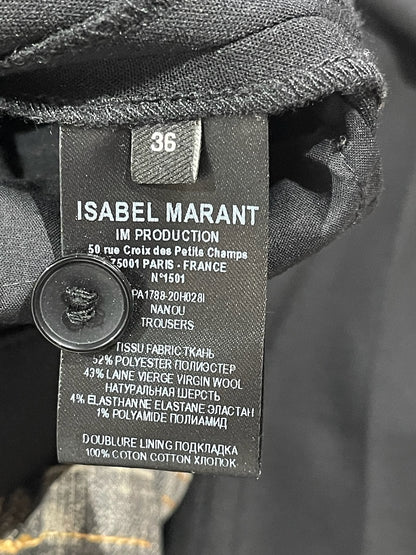 36
ISABEL MARANT
IM PRODUCTION
50 rue Croix des Petits Champs
75001 PARIS - FRANCE
N°1501
PA1788-20H028I
NANOU
TROUSERS
TISSU FABRIC ТКАНЬ
52% POLYESTER ПОЛИЭСТЕР
43% LAINE VIERGE VIRGIN WOOL
НАТУРАЛЬНАЯ ШЕРСТЬ
4% ELASTHANNE ELASTANE ЭЛАСТАН
1% POLYAMIDE ПОЛИАМИД
DOUBLURE LINING ПОДКЛАДКА
100% COTON COTTON ХЛОПОК